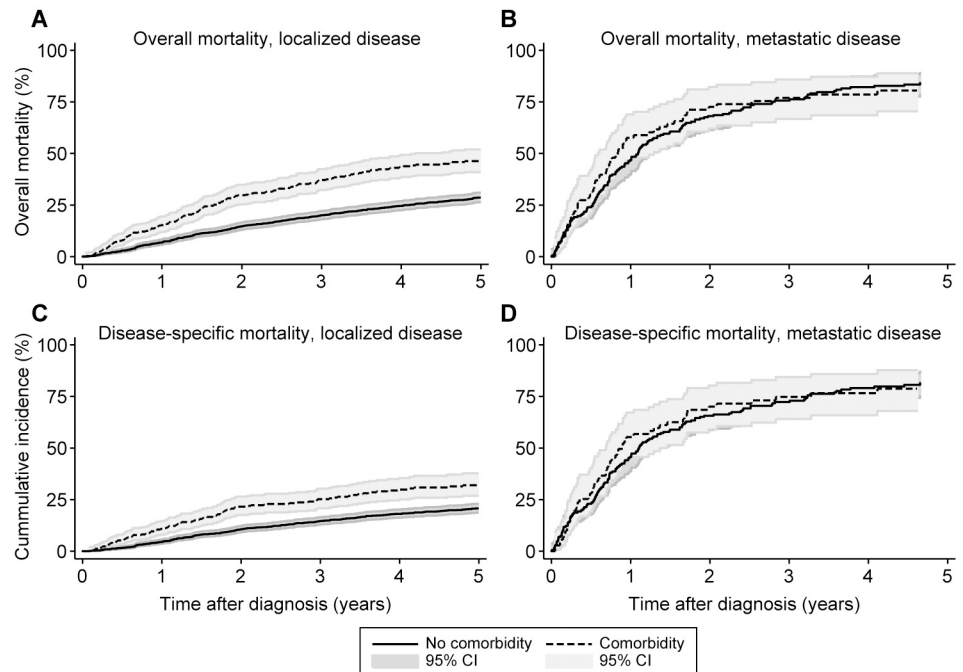 A
Overall mortality, localized disease
Overall mortality (%)
100
75
50
25
0
0 1 2 3 4 5
B
Overall mortality, metastatic disease
100
75
50
25
0
0 1 2 3 4 5
C
Disease-specific mortality, localized disease
Cummulative incidence (%)
100
75
50
25
0
0 1 2 3 4 5
Time after diagnosis (years)
D
Disease-specific mortality, metastatic disease
100
75
50
25
0
0 1 2 3 4 5
Time after diagnosis (years)
No comorbidity Comorbidity
95% CI 95% CI